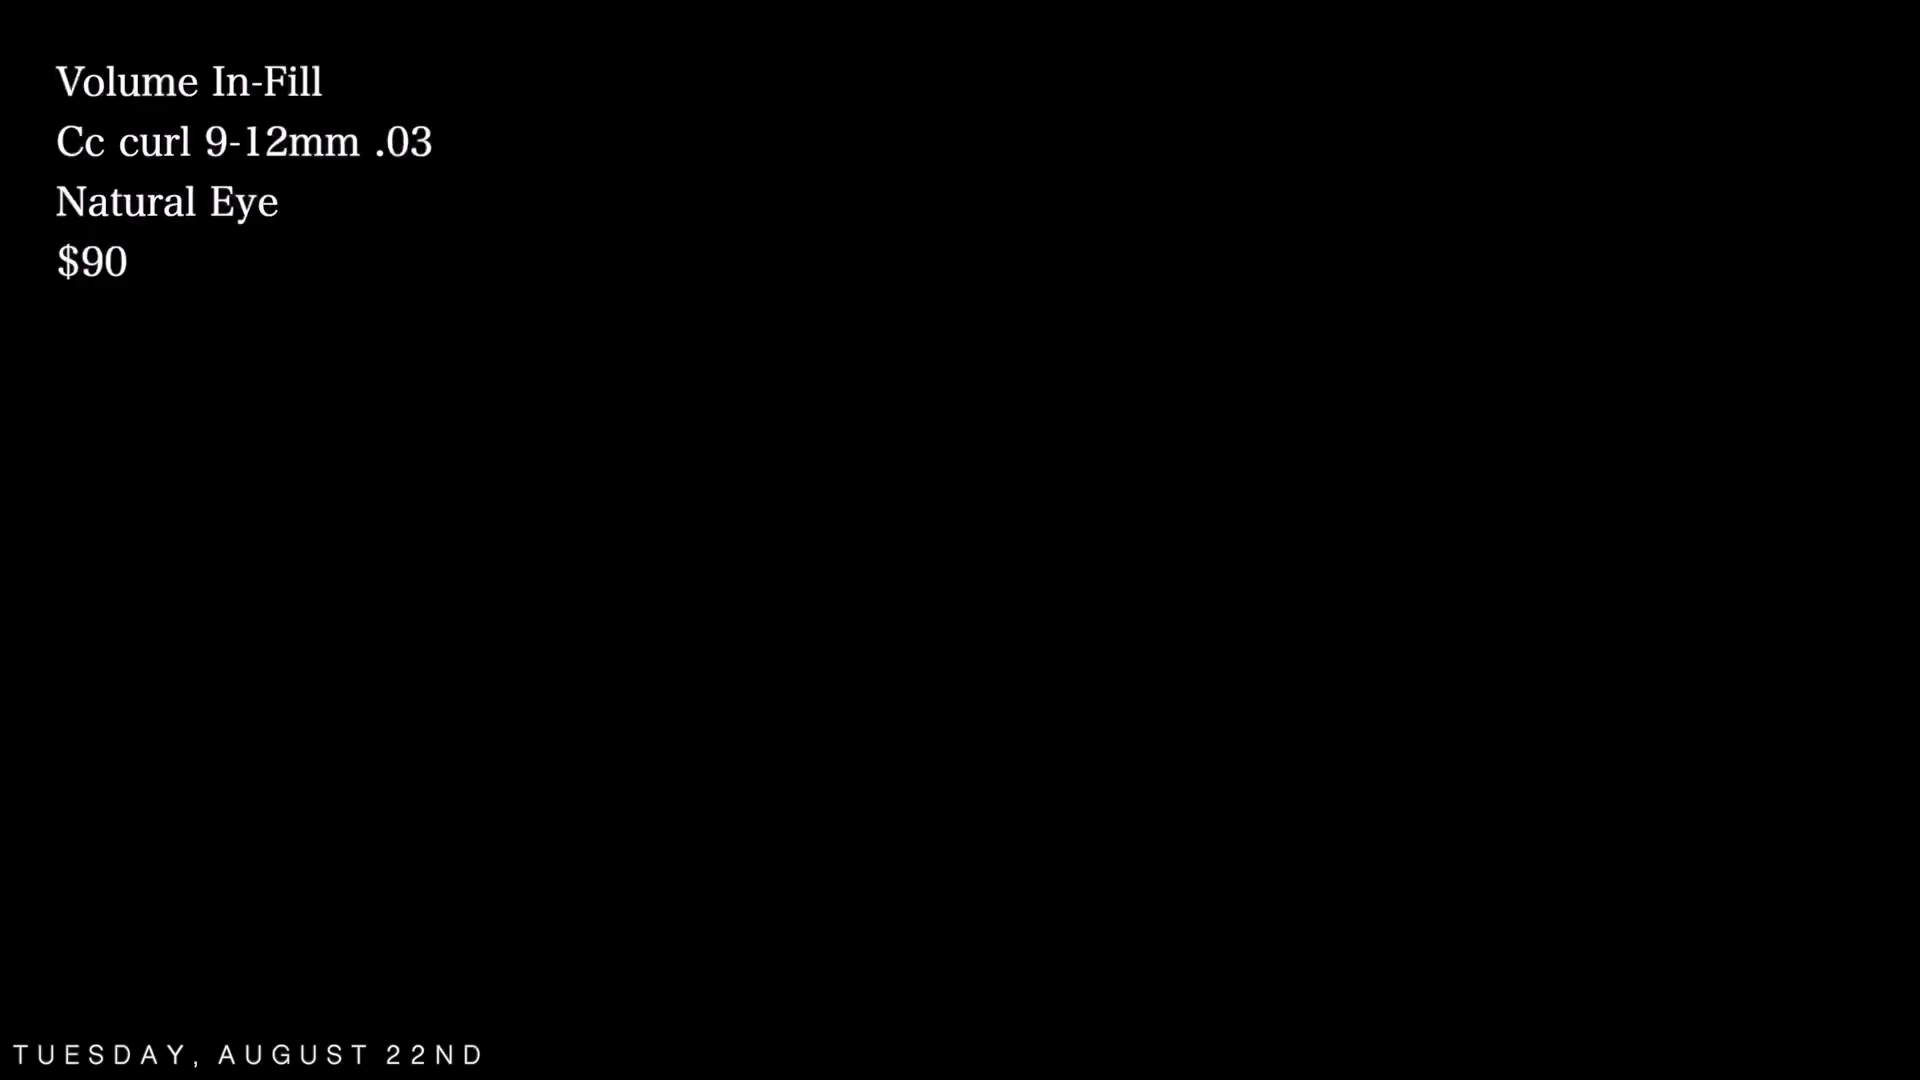 Volume In-Fill
Cc curl 9-12mm .03
Natural Eye
$90
TUESDAY, AUGUST 22ND